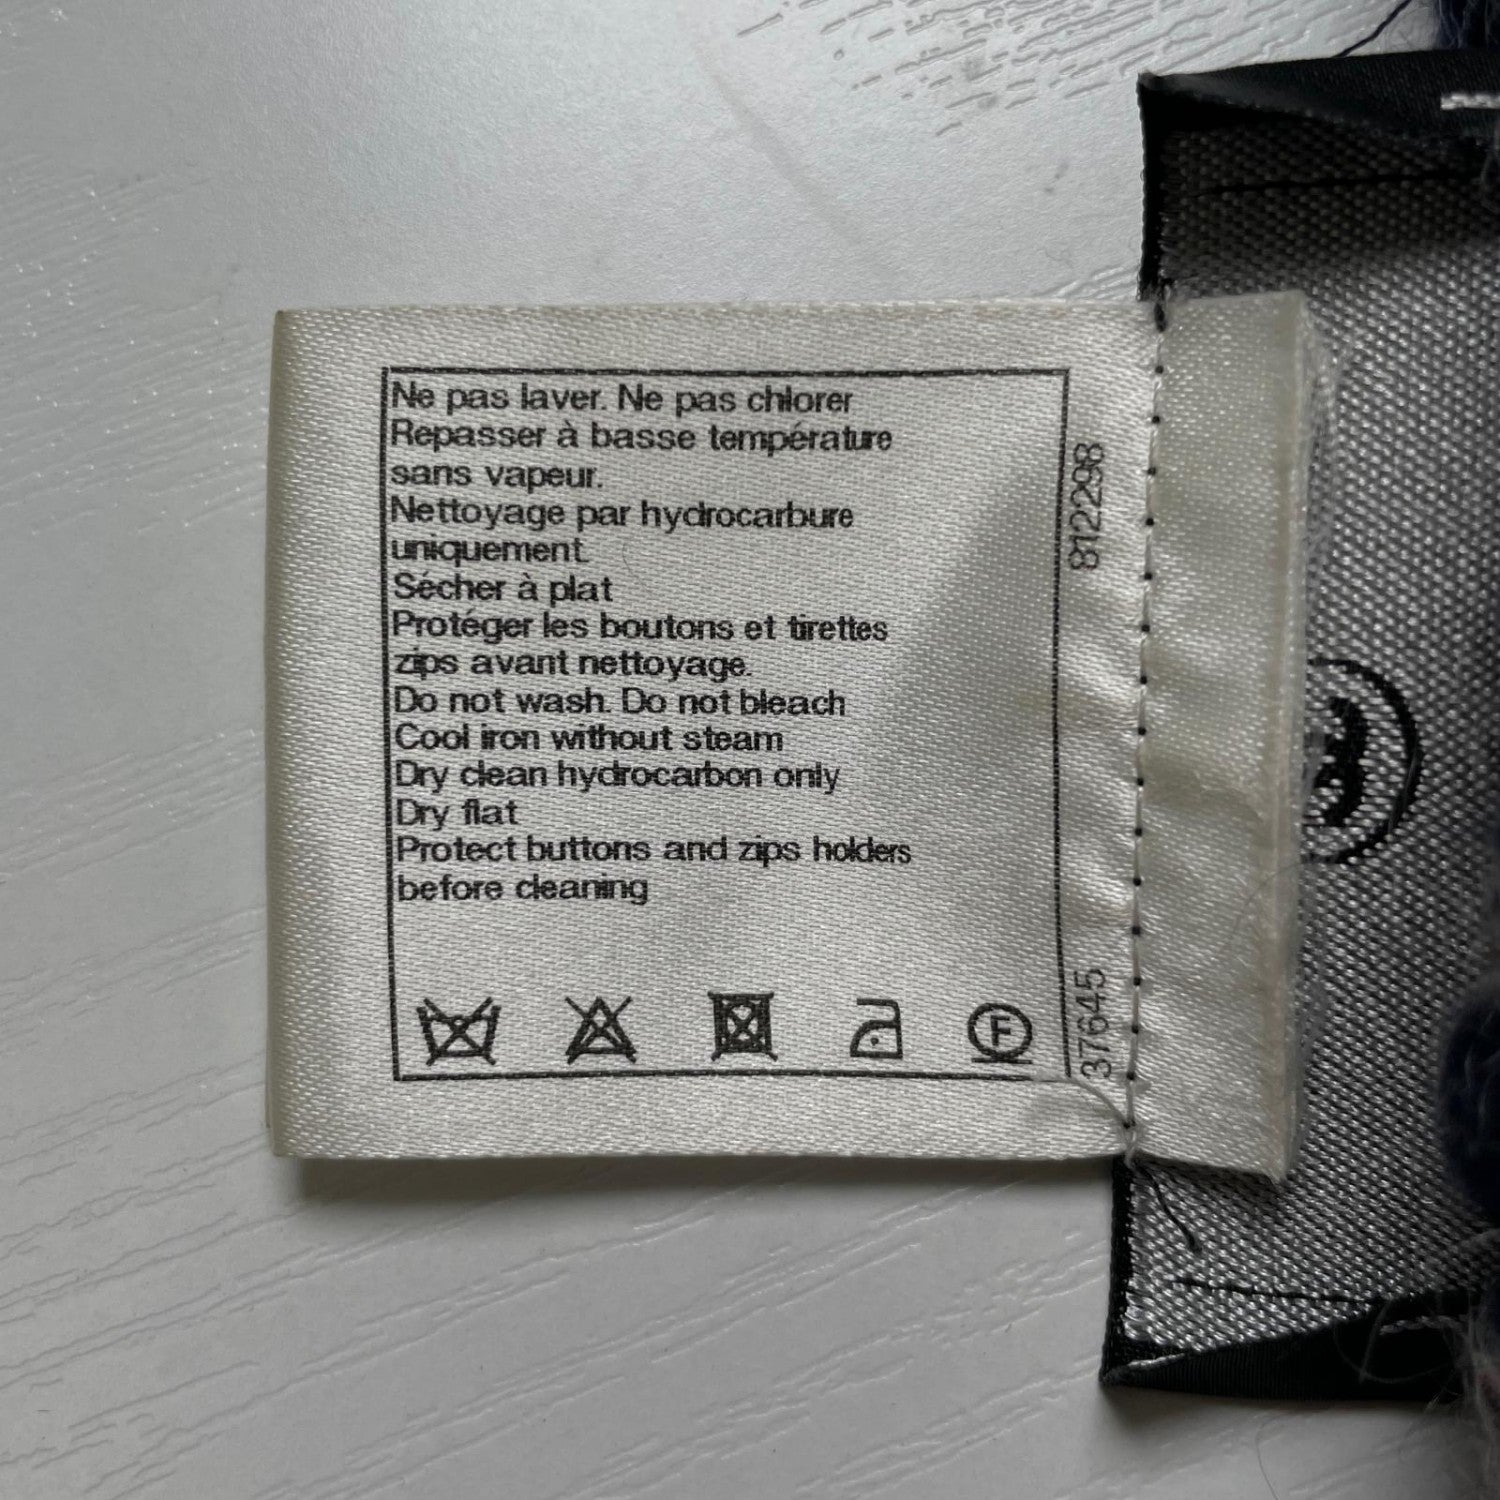 Ne pas laver. Ne pas chlorer
Repasser à basse température
sans vapeur.
Nettoyage par hydrocarbure
uniquement.
Sécher à plat
Protéger les boutons et tirettes
zips avant nettoyage.
Do not wash. Do not bleach
Cool iron without steam
Dry clean hydrocarbon only
Dry flat
Protect buttons and zips holders
before cleaning
F
812298
37645